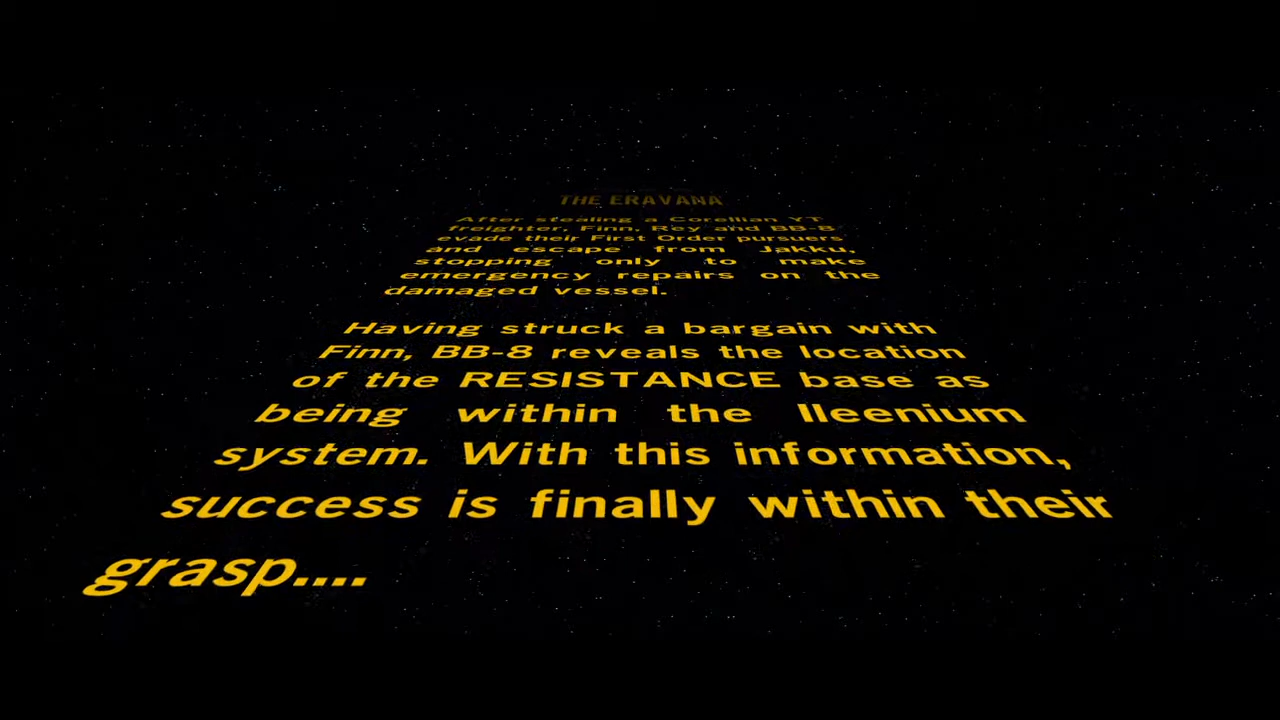 THE ERAVANA
After stealing a Corellian YT
freighter, Finn, Rey and BB-8
evade their First Order pursuers
and escape from Jakku,
stopping only to make
emergency repairs on the
damaged vessel.
Having struck a bargain with
Finn, BB-8 reveals the location
of the RESISTANCE base as
being within the Ileenium
system. With this information,
success is finally within their
grasp....